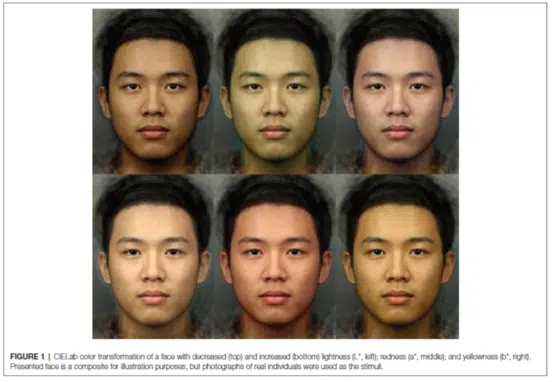 FIGURE 1 | CIELab color transformation of a face with decreased (top) and increased (bottom) lightness (L*, left); redness (a*, middle); and yellowness (b*, right).
Presented face is a composite for illustration purposes, but photographs of real individuals were used as the stimuli.